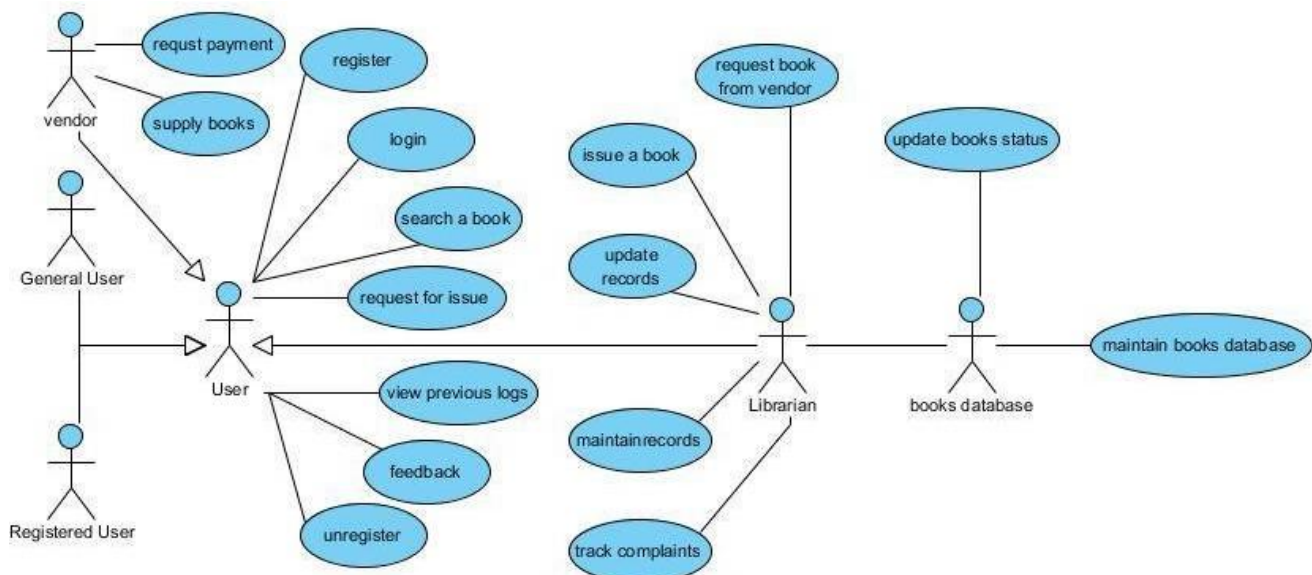 requst payment
vendor
supply books
General User
Registered User
User
register
login
search a book
request for issue
view previous logs
feedback
unregister
request book
from vendor
issue a book
update
records
Librarian
maintainrecords
track complaints
update books status
books database
maintain books database